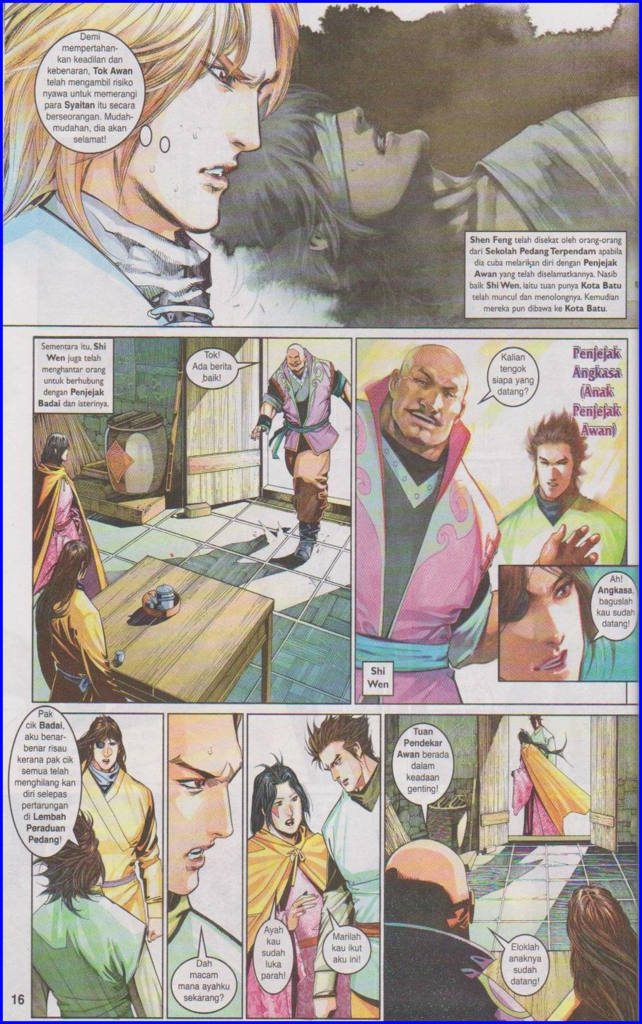 Demi
mempertahan-
kan keadilan dan
kebenaran, Tok Awan
telah mengambil risiko
nyawa untuk memerangi
para Syaitan itu secara
berseorangan. Mudah-
mudahan, dia akan
selamat!
Shen Feng telah disekat oleh orang-orang
dari Sekolah Pedang Terpendam apabila
dia cuba melarikan diri dengan Penjejak
Awan yang telah diselamatkannya. Nasib
baik Shi Wen, iaitu tuan punya Kota Batu
telah muncul dan menolongnya. Kemudian
mereka pun dibawa ke Kota Batu.
Sementara itu, Shi
Wen juga telah
menghantar orang
untuk berhubung
dengan Penjejak
Badai dan isterinya.
Tok!
Ada berita
baik!
Kalian
tengok
siapa yang
datang?
Penjejak
Angkasa
(Anak
Penjejak
Awan)
Shi
Wen
Ah!
Angkasa,
baguslah
kau sudah
datang!
Pak
cik Badai,
aku benar-
benar risau
kerana pak cik
semua telah
menghilang kan
diri selepas
pertarungan
di Lembah
Peraduan
Pedang!
Dah
macam
mana ayahku
sekarang?
Ayah
kau
sudah
luka
parah!
Marilah
kau ikut
aku ini!
Tuan
Pendekar
Awan berada
dalam
keadaan
genting!
Eloklah
anaknya
sudah
datang!
16